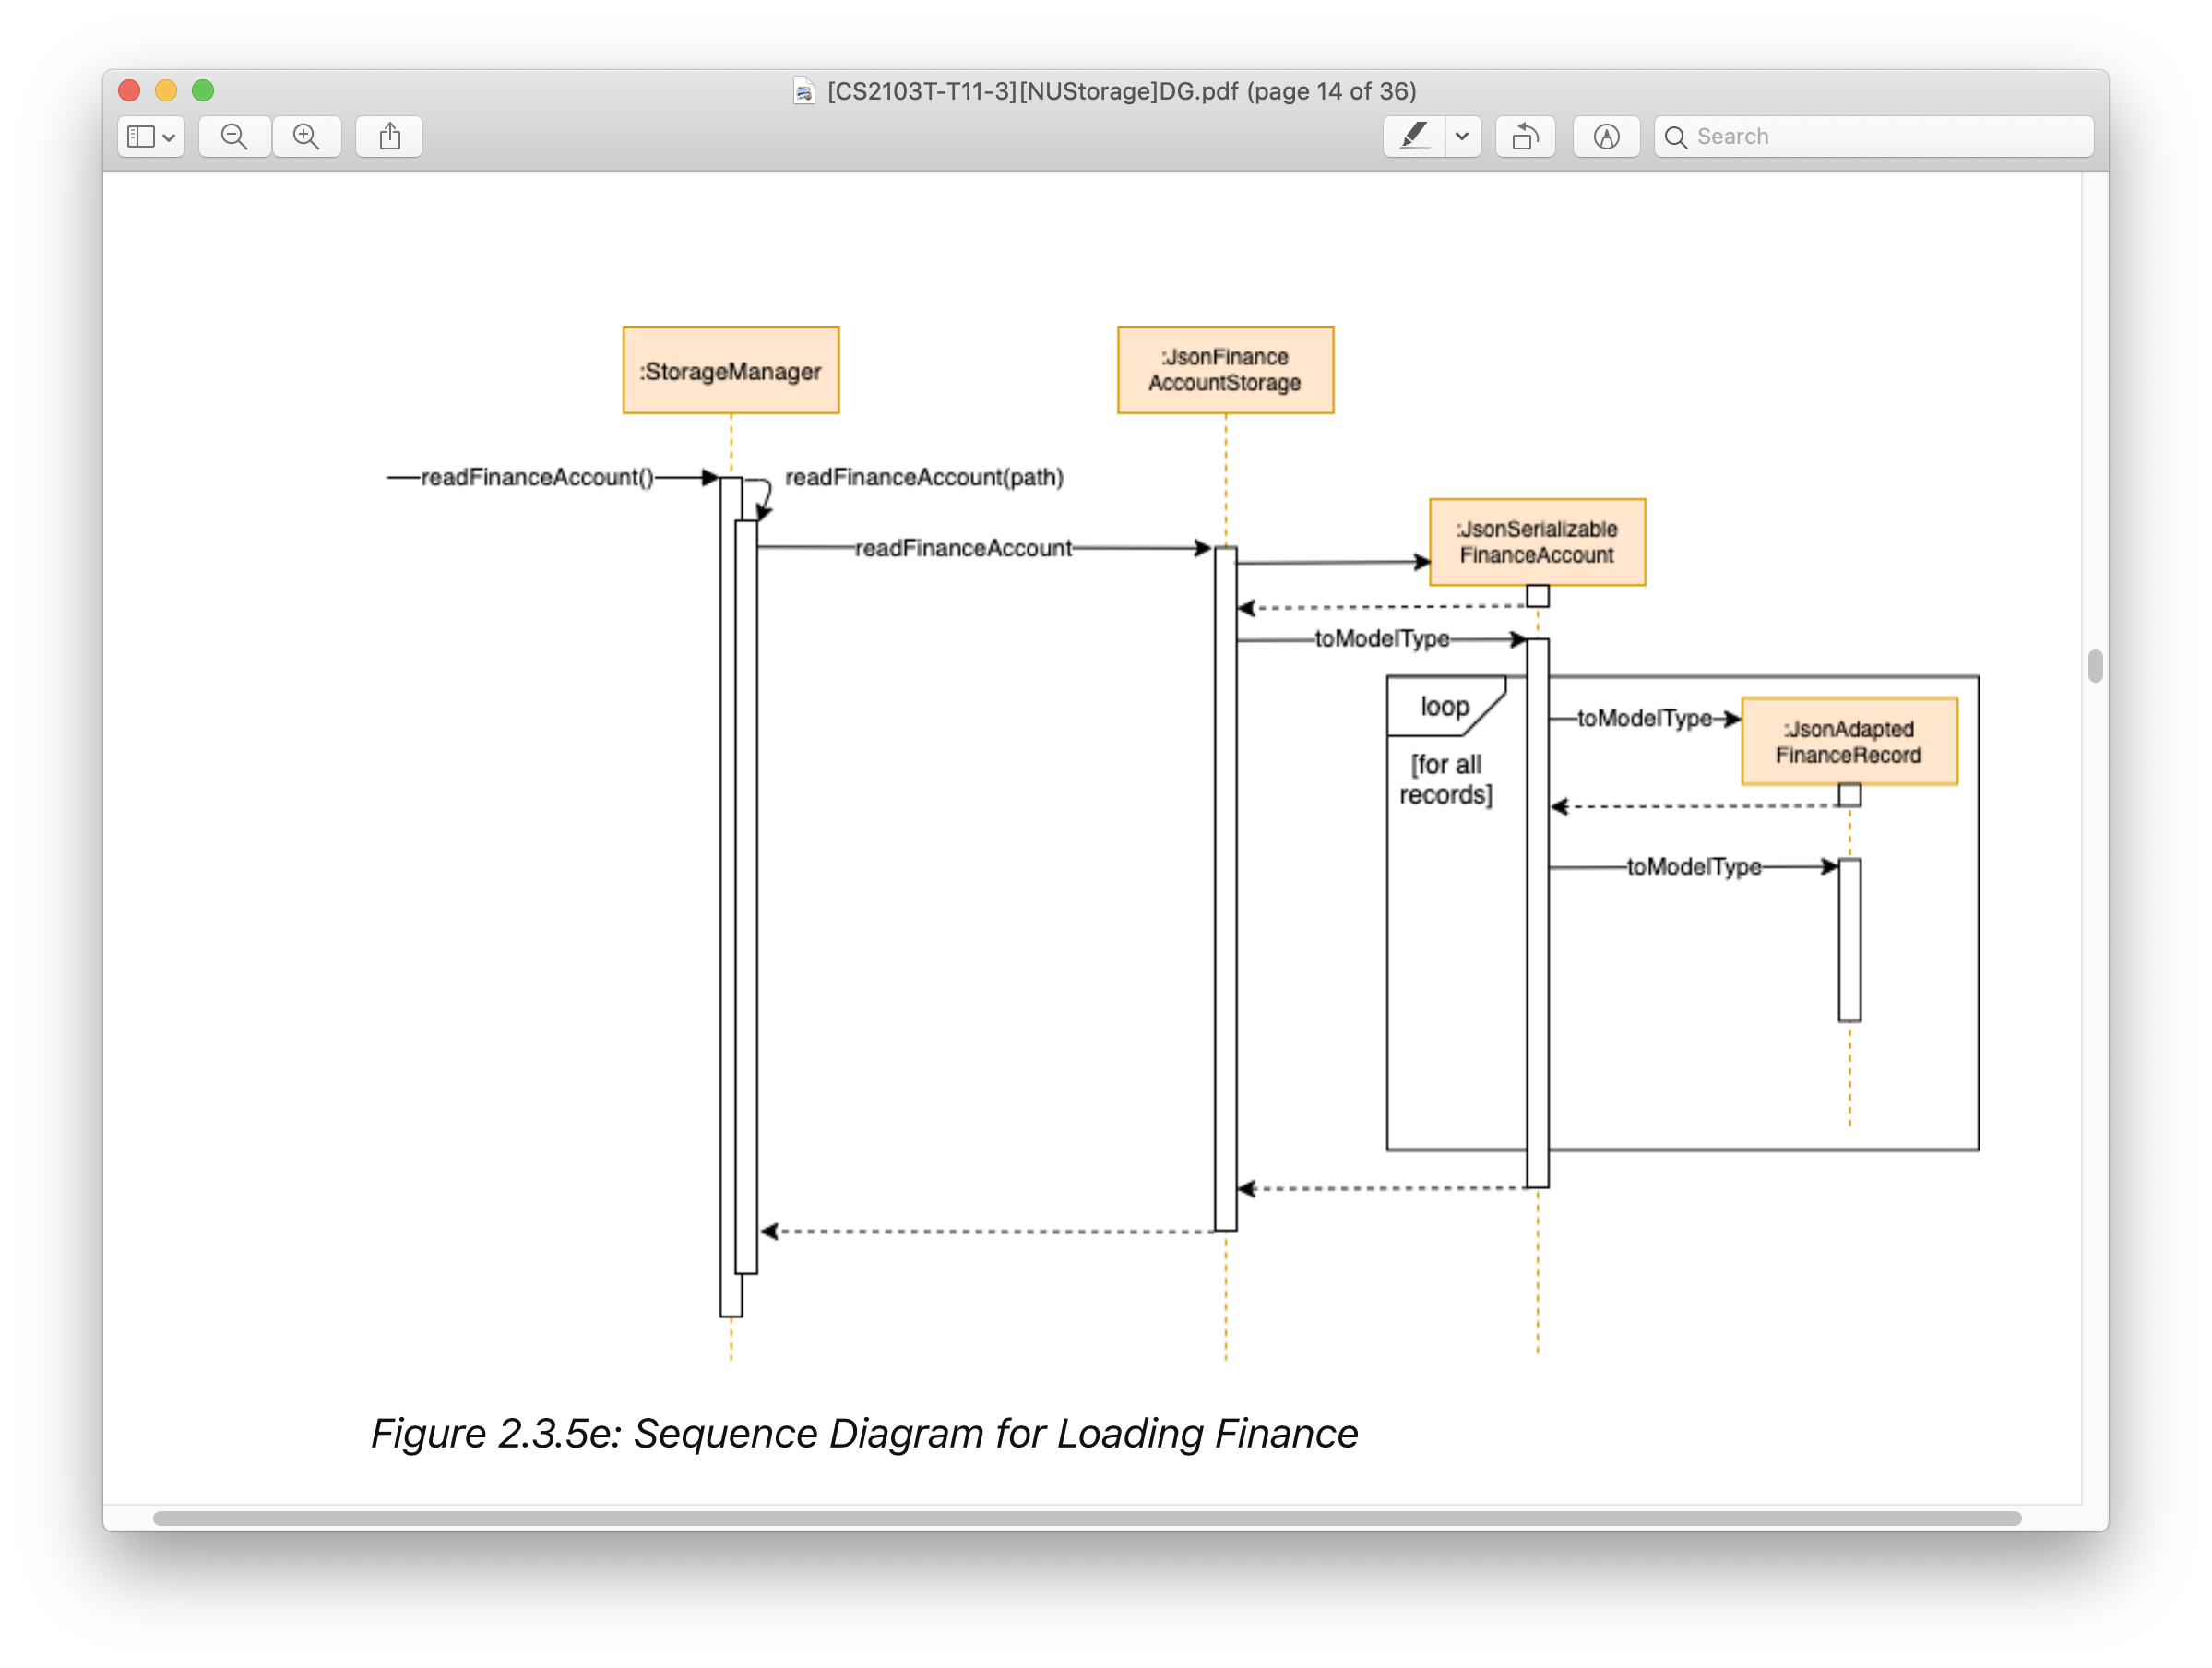 [CS2103T-T11-3][NUStorage]DG.pdf (page 14 of 36)
Search
:StorageManager
:JsonFinance
AccountStorage
readFinanceAccount()
readFinanceAccount(path)
:JsonSerializable
FinanceAccount
readFinanceAccount
toModelType
loop
toModelType
:JsonAdapted
FinanceRecord
[for all
records]
toModelType
Figure 2.3.5e: Sequence Diagram for Loading Finance